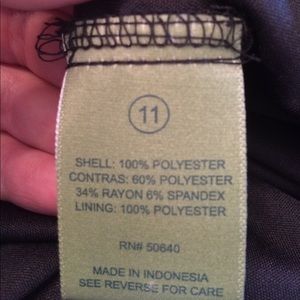 11
SHELL: 100% POLYESTER
CONTRAS: 60% POLYESTER
34% RAYON 6% SPANDEX
LINING: 100% POLYESTER
RN# 50640
MADE IN INDONESIA
SEE REVERSE FOR CARE